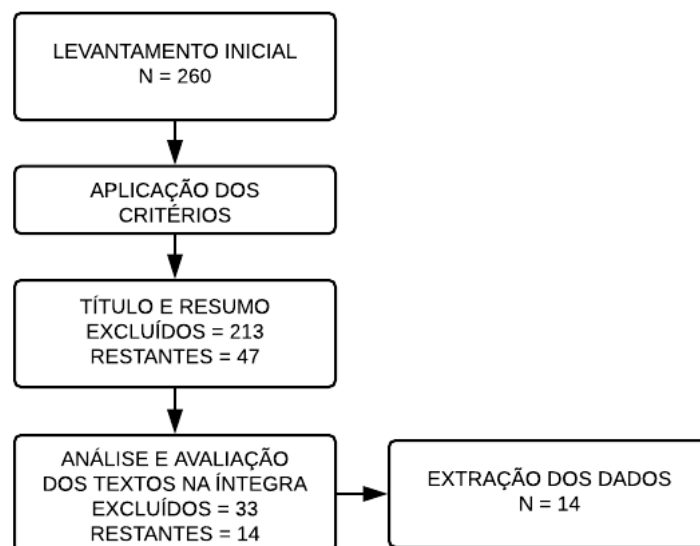 LEVANTAMENTO INICIAL
N = 260
APLICAÇÃO DOS
CRITÉRIOS
TÍTULO E RESUMO
EXCLUÍDOS = 213
RESTANTES = 47
ANÁLISE E AVALIAÇÃO
DOS TEXTOS NA ÍNTEGRA
EXCLUÍDOS = 33
RESTANTES = 14
EXTRAÇÃO DOS DADOS
N = 14